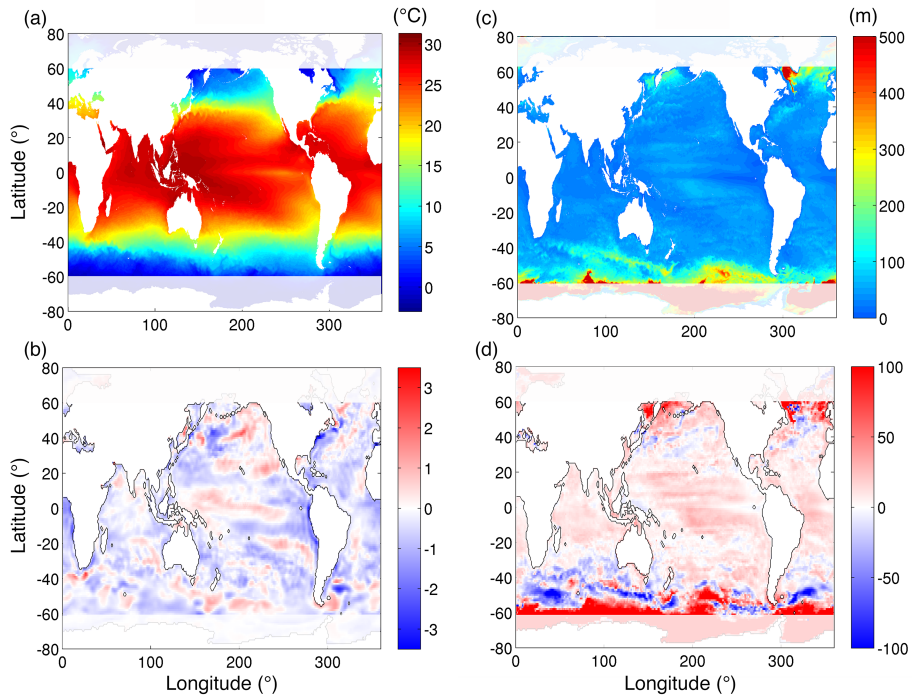 (a) (°C) (c) (m)
80 30 80 500
60 60
40 25 40 400
20 20 20
15 300
0 0
10 200
-20 -20
5
-40 -40 100
0
-60 -60
-80 -80 0
0 100 200 300 0 100 200 300
Latitude (°)
(b) (d)
80 3 80 100
60 60
2
40 40 50
20 1 20
0 0 0 0
-20 -1 -20
-40 -2 -40 -50
-60 -60
-3
-80 -80 -100
0 100 200 300 0 100 200 300
Latitude (°)
Longitude (°) Longitude (°)